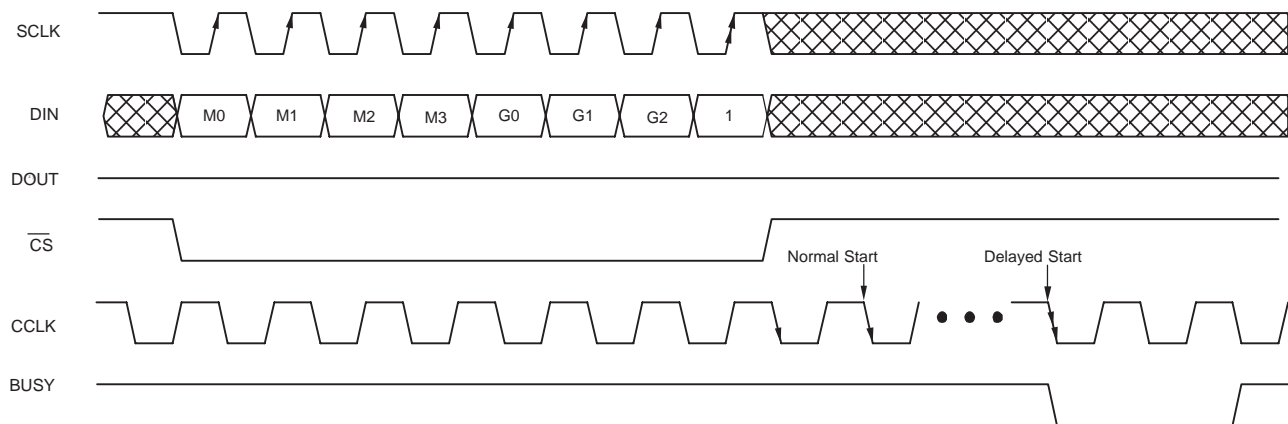 SCLK
DIN M0 M1 M2 M3 G0 G1 G2 1
DOUT
CS
Normal Start Delayed Start
CCLK
BUSY